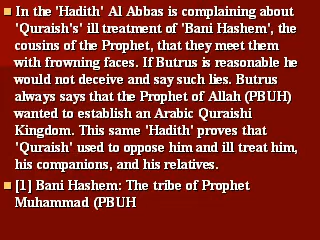 In the 'Hadith' Al Abbas is complaining about
'Quraish's' ill treatment of 'Bani Hashem', the
cousins of the Prophet, that they meet them
with frowning faces. If Butrus is reasonable he
would not deceive and say such lies. Butrus
always says that the Prophet of Allah (PBUH)
wanted to establish an Arabic Quraishi
Kingdom. This same 'Hadith' proves that
'Quraish' used to oppose him and ill treat him,
his companions, and his relatives.
[1] Bani Hashem: The tribe of Prophet
Muhammad (PBUH